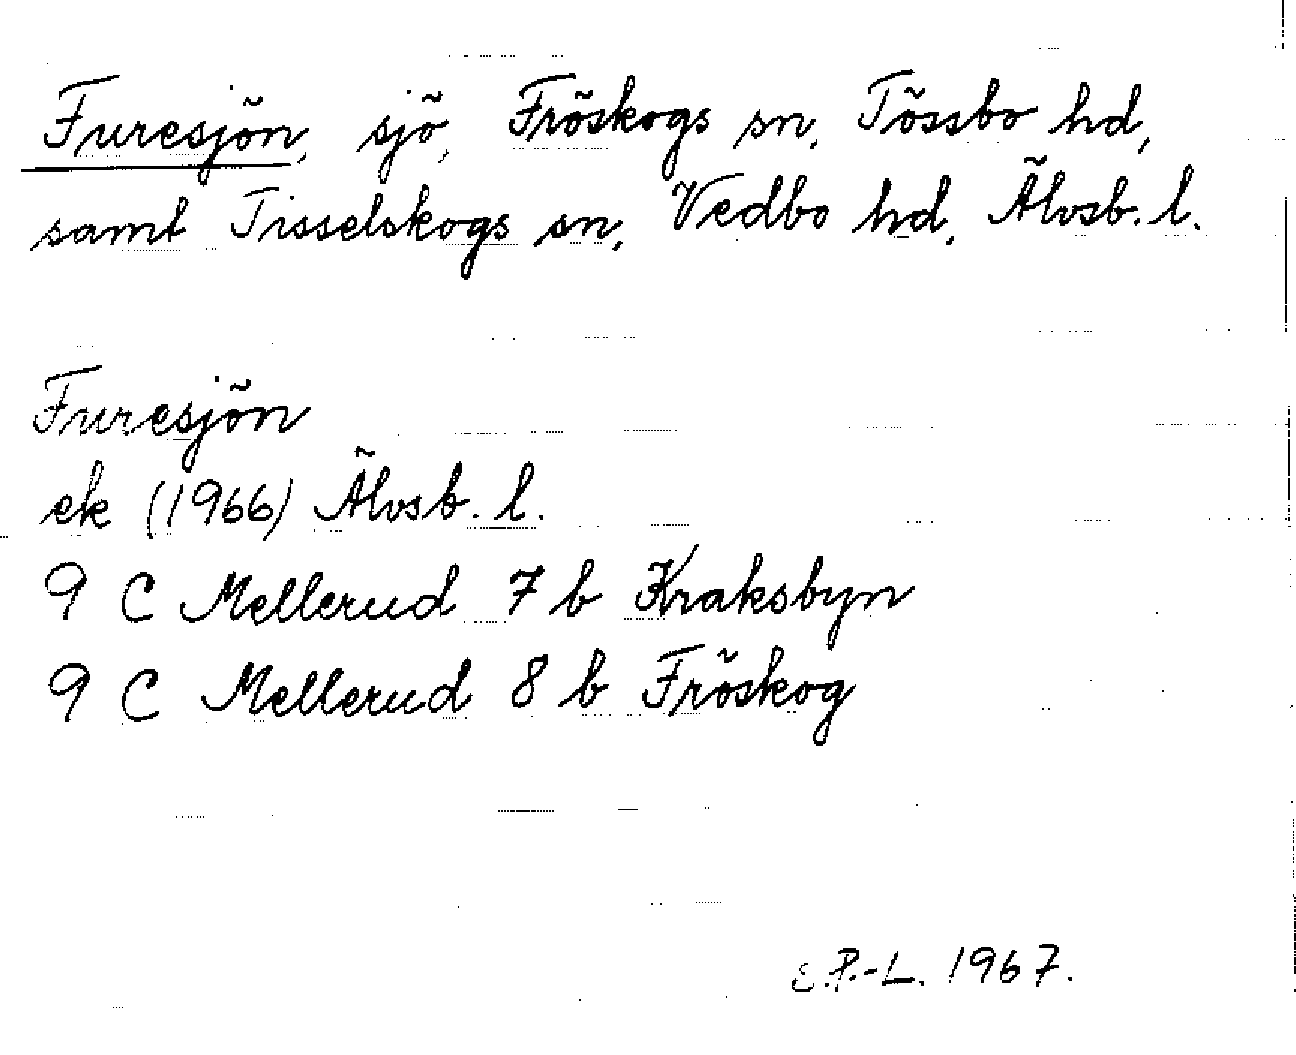 Furesjön, sjö, Fröskogs sn, Tössbo hd,
samt Tisselskogs sn, Vedbo hd, Älvsb. l.
Furesjön
ek (1966) Älvsb. l.
9 C Mellerud 7 b Kraksbyn
9 C Mellerud 8 b Fröskog
E.P.-L. 1967.